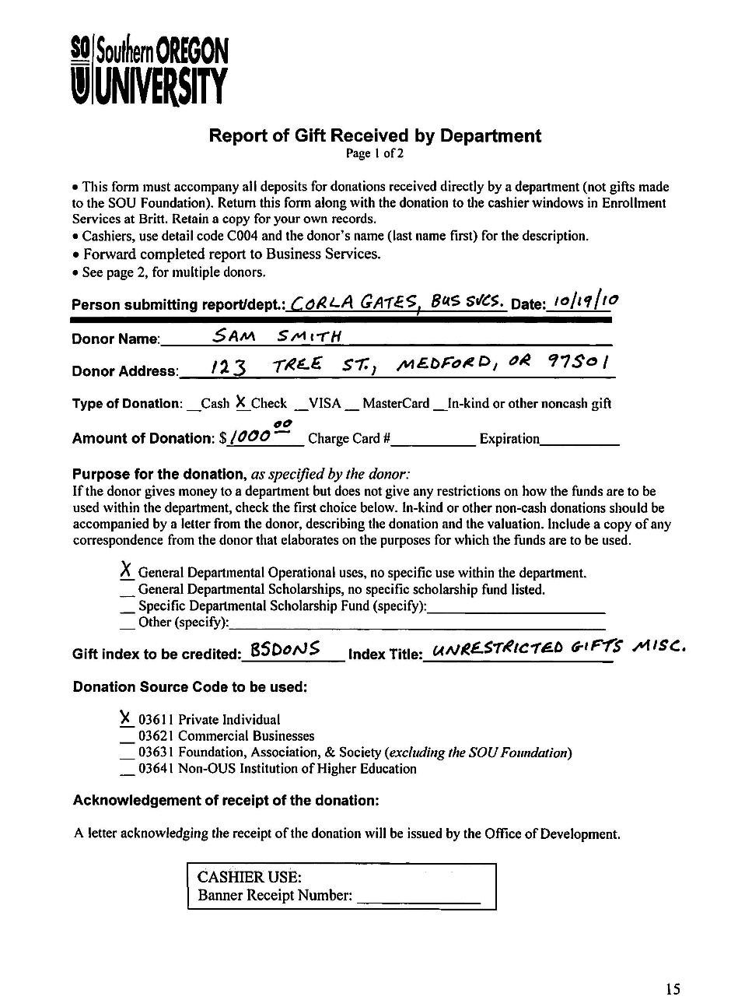 SO Southern OREGON
U UNIVERSITY
Report of Gift Received by Department
Page 1 of 2
• This form must accompany all deposits for donations received directly by a department (not gifts made
to the SOU Foundation). Return this form along with the donation to the cashier windows in Enrollment
Services at Britt. Retain a copy for your own records.
• Cashiers, use detail code C004 and the donor's name (last name first) for the description.
• Forward completed report to Business Services.
• See page 2, for multiple donors.
Person submitting report/dept.: CORLA GATES, BUS SVCS. Date: 10/19/10
Donor Name: SAM SMITH
Donor Address: 123 TREE ST., MEDFORD, OR 97501
Type of Donation: __Cash X Check __VISA __ MasterCard __In-kind or other noncash gift
Amount of Donation: $ 1000 00 Charge Card #__________ Expiration__________
Purpose for the donation, as specified by the donor:
If the donor gives money to a department but does not give any restrictions on how the funds are to be
used within the department, check the first choice below. In-kind or other non-cash donations should be
accompanied by a letter from the donor, describing the donation and the valuation. Include a copy of any
correspondence from the donor that elaborates on the purposes for which the funds are to be used.
X General Departmental Operational uses, no specific use within the department.
__ General Departmental Scholarships, no specific scholarship fund listed.
__ Specific Departmental Scholarship Fund (specify):__________
__ Other (specify):__________
Gift index to be credited: BSDONS Index Title: UNRESTRICTED GIFTS MISC.
Donation Source Code to be used:
X 03611 Private Individual
__ 03621 Commercial Businesses
__ 03631 Foundation, Association, & Society (excluding the SOU Foundation)
__ 03641 Non-OUS Institution of Higher Education
Acknowledgement of receipt of the donation:
A letter acknowledging the receipt of the donation will be issued by the Office of Development.
CASHIER USE:
Banner Receipt Number: __________
15